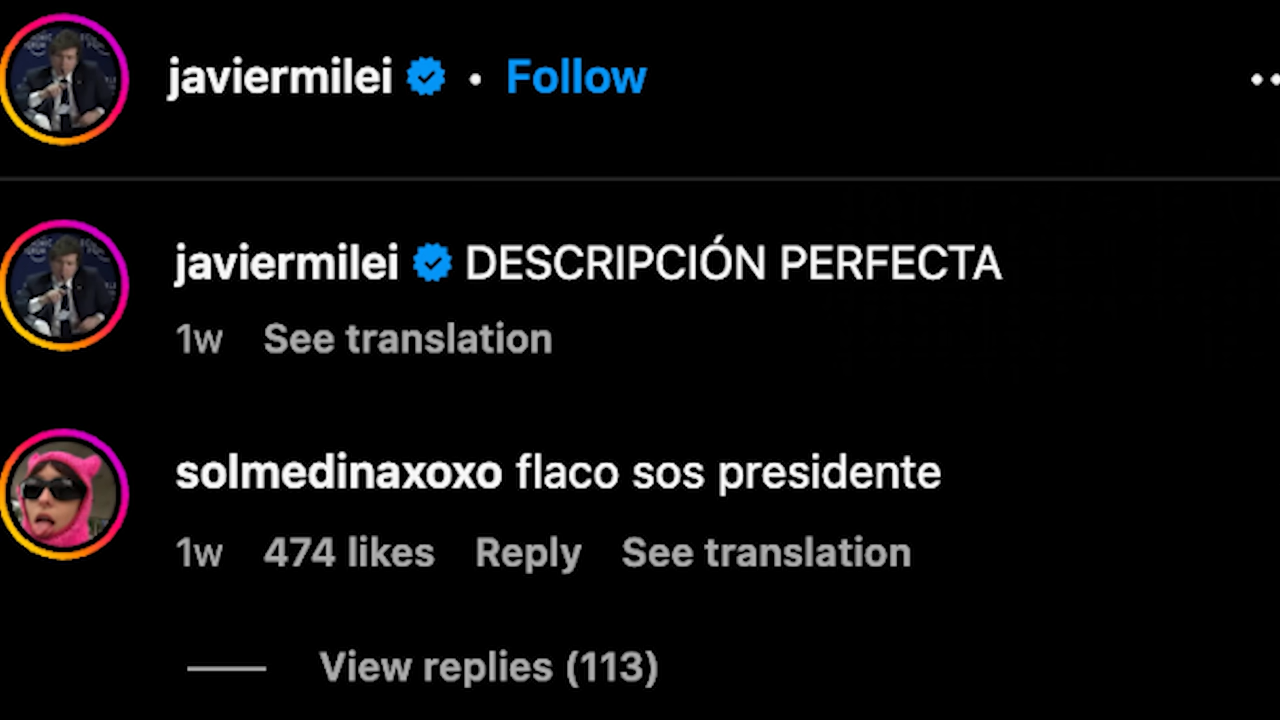 javiermilei • Follow
javiermilei DESCRIPCIÓN PERFECTA
1w See translation
solmedinaxoxo flaco sos presidente
1w 474 likes Reply See translation
View replies (113)